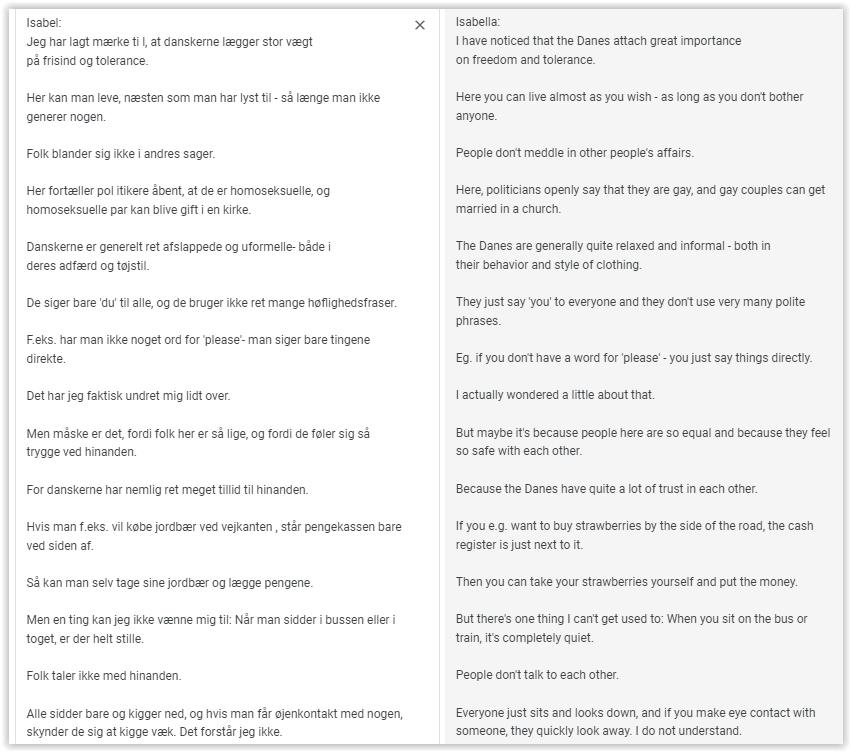 Isabel:
Jeg har lagt mærke ti l, at danskerne lægger stor vægt
på frisind og tolerance.
Her kan man leve, næsten som man har lyst til - så længe man ikke
generer nogen.
Folk blander sig ikke i andres sager.
Her fortæller pol itikere åbent, at de er homoseksuelle, og
homoseksuelle par kan blive gift i en kirke.
Danskerne er generelt ret afslappede og uformelle- både i
deres adfærd og tøjstil.
De siger bare 'du' til alle, og de bruger ikke ret mange høflighedsfraser.
F.eks. har man ikke noget ord for 'please'- man siger bare tingene
direkte.
Det har jeg faktisk undret mig lidt over.
Men måske er det, fordi folk her er så lige, og fordi de føler sig så
trygge ved hinanden.
For danskerne har nemlig ret meget tillid til hinanden.
Hvis man f.eks. vil købe jordbær ved vejkanten , står pengekassen bare
ved siden af.
Så kan man selv tage sine jordbær og lægge pengene.
Men en ting kan jeg ikke vænne mig til: Når man sidder i bussen eller i
toget, er der helt stille.
Folk taler ikke med hinanden.
Alle sidder bare og kigger ned, og hvis man får øjenkontakt med nogen,
skynder de sig at kigge væk. Det forstår jeg ikke.
Isabella:
I have noticed that the Danes attach great importance
on freedom and tolerance.
Here you can live almost as you wish - as long as you don't bother
anyone.
People don't meddle in other people's affairs.
Here, politicians openly say that they are gay, and gay couples can get
married in a church.
The Danes are generally quite relaxed and informal - both in
their behavior and style of clothing.
They just say 'you' to everyone and they don't use very many polite
phrases.
Eg. if you don't have a word for 'please' - you just say things directly.
I actually wondered a little about that.
But maybe it's because people here are so equal and because they feel
so safe with each other.
Because the Danes have quite a lot of trust in each other.
If you e.g. want to buy strawberries by the side of the road, the cash
register is just next to it.
Then you can take your strawberries yourself and put the money.
But there's one thing I can't get used to: When you sit on the bus or
train, it's completely quiet.
People don't talk to each other.
Everyone just sits and looks down, and if you make eye contact with
someone, they quickly look away. I do not understand.